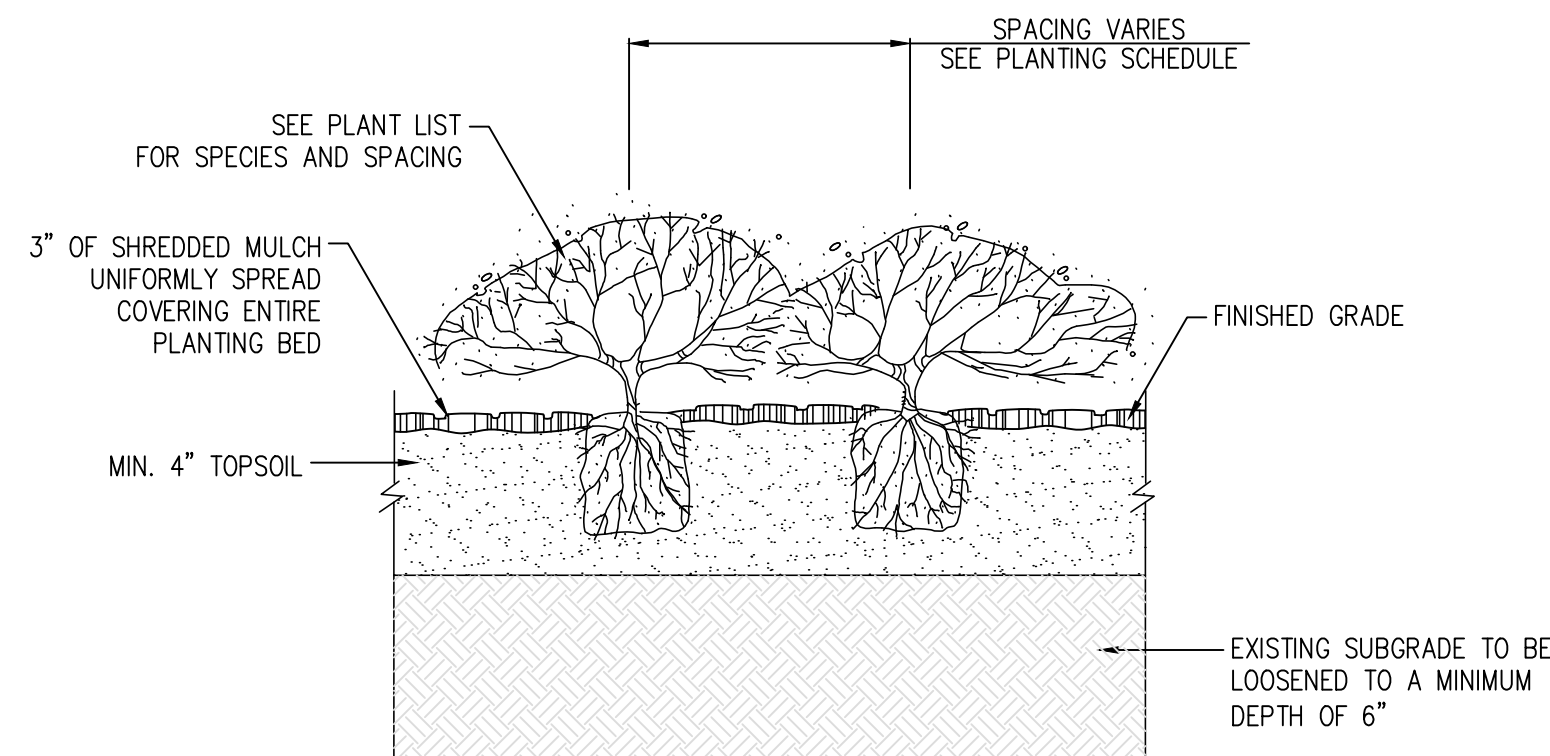 SPACING VARIES
SEE PLANTING SCHEDULE
SEE PLANT LIST
FOR SPECIES AND SPACING
3" OF SHREDDED MULCH
UNIFORMLY SPREAD
COVERING ENTIRE
PLANTING BED
FINISHED GRADE
MIN. 4" TOPSOIL
EXISTING SUBGRADE TO BE
LOOSENED TO A MINIMUM
DEPTH OF 6"